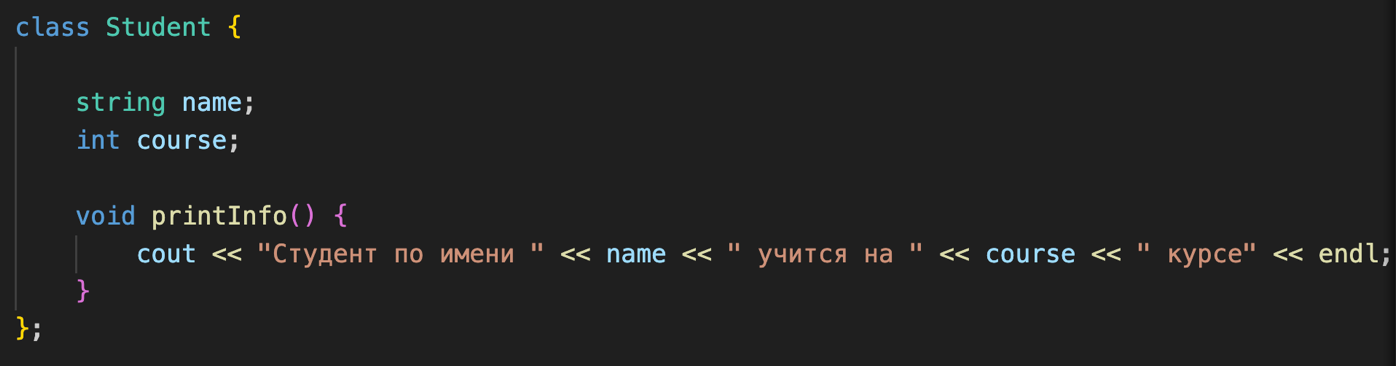 class Student {
string name;
int course;
void printInfo() {
cout << "Студент по имени " << name << " учится на " << course << " курсе" << endl;
}
};